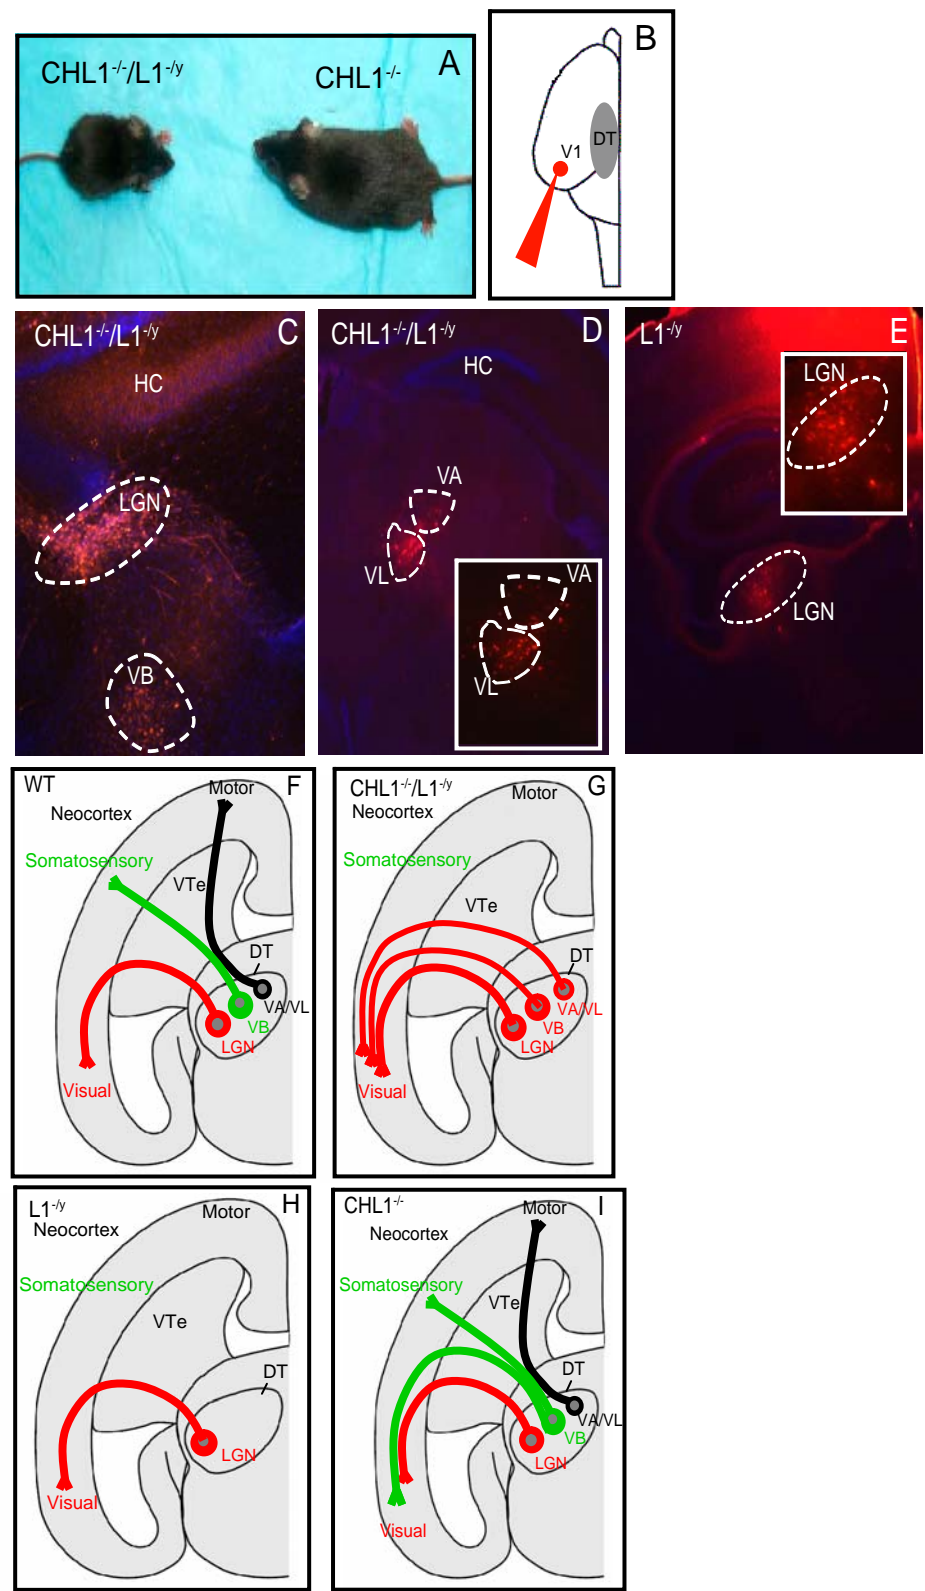 CHL1-/-/L1-/y
CHL1-/-
A
B
DT
V1
CHL1-/-/L1-/y
C
HC
LGN
VB
CHL1-/-/L1-/y
D
HC
VA
VL
VA
VL
L1-/y
E
LGN
LGN
WT
F
Motor
Neocortex
Somatosensory
VTe
DT
VA/VL
VB
LGN
Visual
CHL1-/-/L1-/y
G
Motor
Neocortex
Somatosensory
VTe
DT
VA/VL
VB
LGN
Visual
L1-/y
H
Motor
Neocortex
Somatosensory
VTe
DT
LGN
Visual
CHL1-/-
I
Motor
Neocortex
Somatosensory
VTe
DT
VA/VL
VB
LGN
Visual